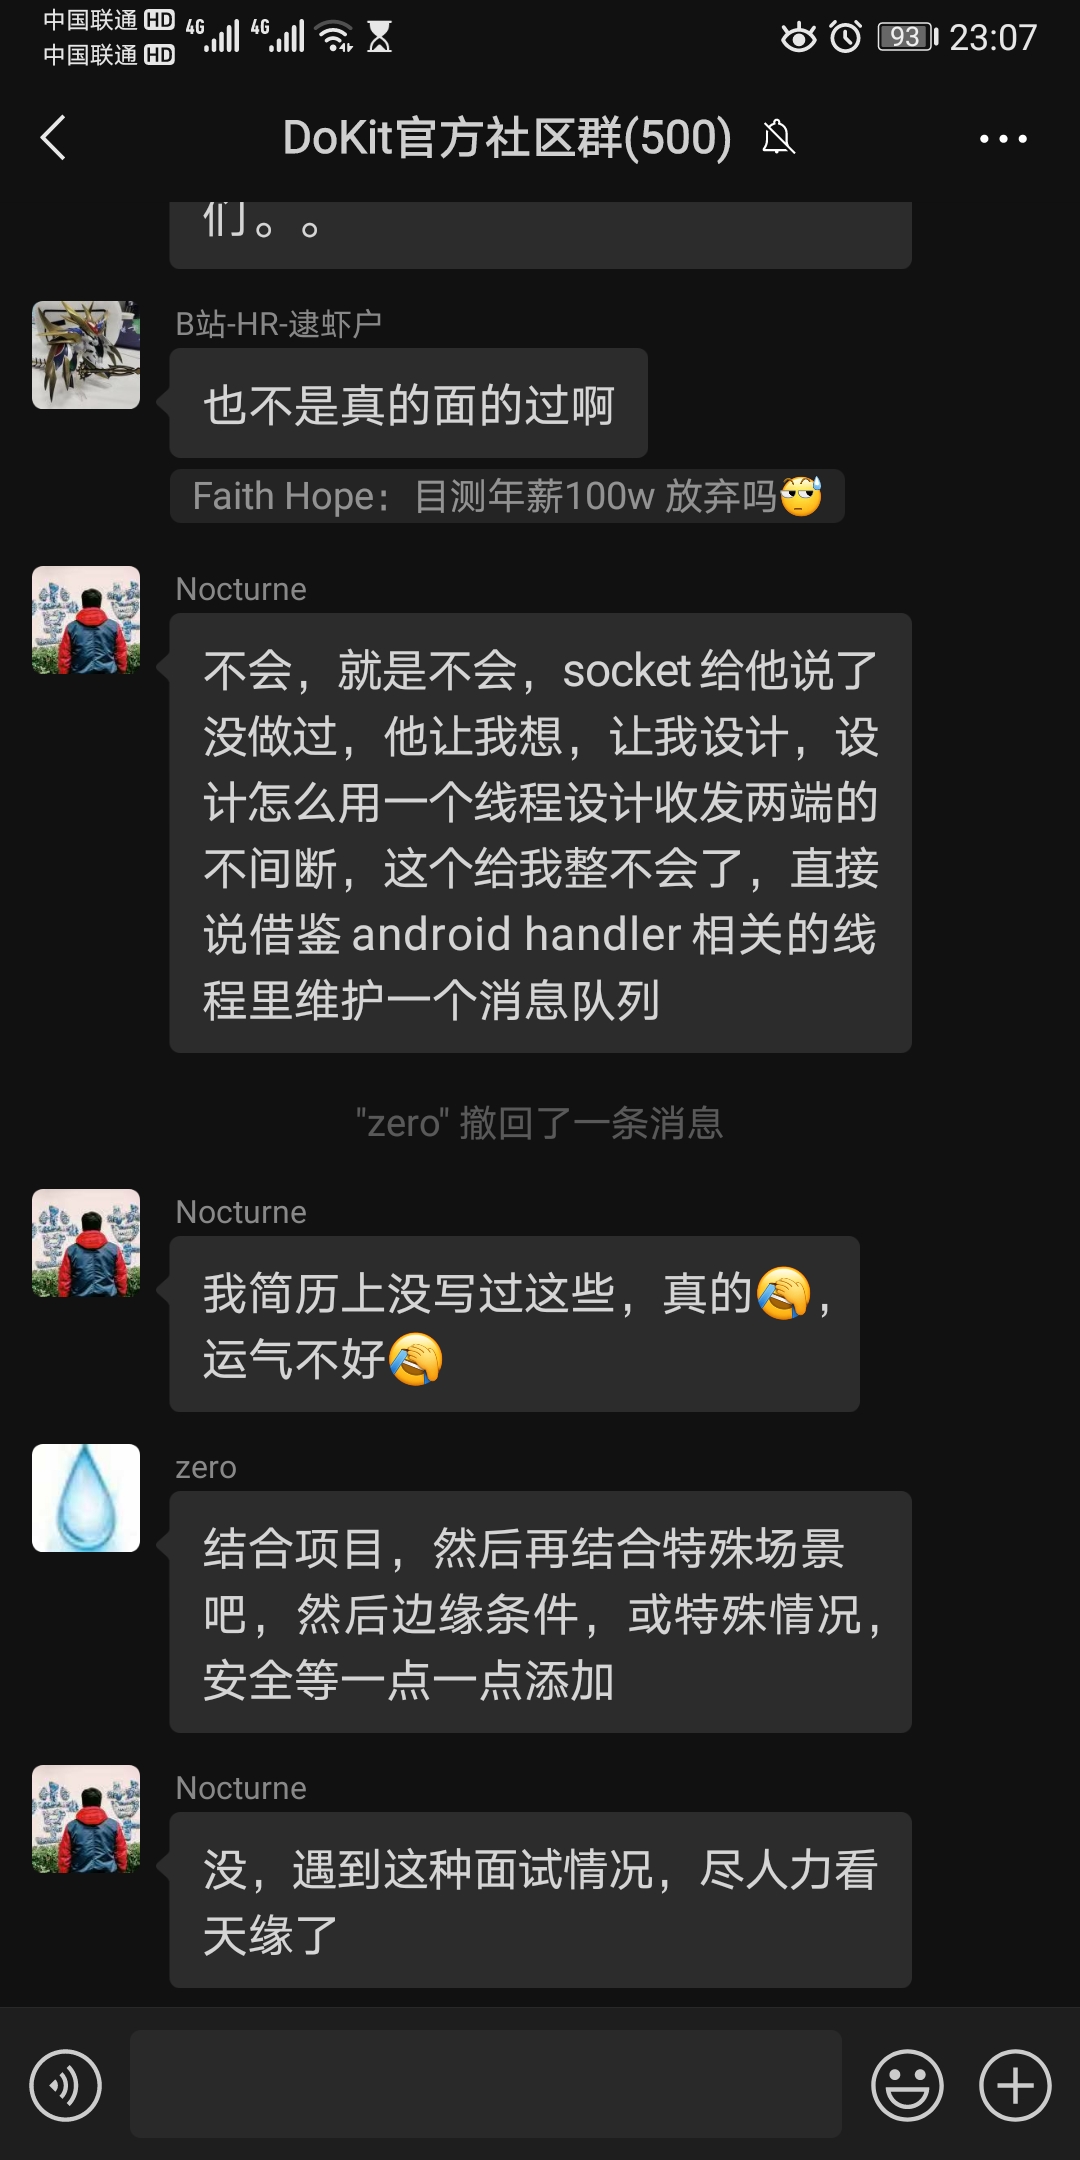 中国联通 HD 4G 4G 93 23:07
中国联通 HD
DoKit官方社区群(500)
们。。
B站-HR-逮虾户
也不是真的面的过啊
Faith Hope：目测年薪100w 放弃吗
Nocturne
不会，就是不会，socket 给他说了
没做过，他让我想，让我设计，设
计怎么用一个线程设计收发两端的
不间断，这个给我整不会了，直接
说借鉴 android handler 相关的线
程里维护一个消息队列
"zero" 撤回了一条消息
Nocturne
我简历上没写过这些，真的🤦，
运气不好🤦
zero
结合项目，然后再结合特殊场景
吧，然后边缘条件，或特殊情况，
安全等一点一点添加
Nocturne
没，遇到这种面试情况，尽人力看
天缘了